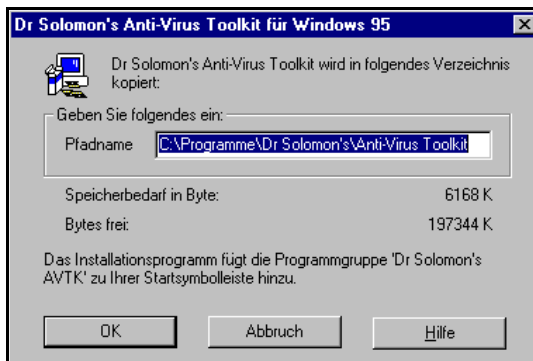 Dr Solomon's Anti-Virus Toolkit für Windows 95
Dr Solomon's Anti-Virus Toolkit wird in folgendes Verzeichnis
kopiert:
Geben Sie folgendes ein:
Pfadname C:\Programme\Dr Solomon's\Anti-Virus Toolkit
Speicherbedarf in Byte: 6168 K
Bytes frei: 197344 K
Das Installationsprogramm fügt die Programmgruppe 'Dr Solomon's
AVTK' zu Ihrer Startsymbolleiste hinzu.
OK Abbruch Hilfe